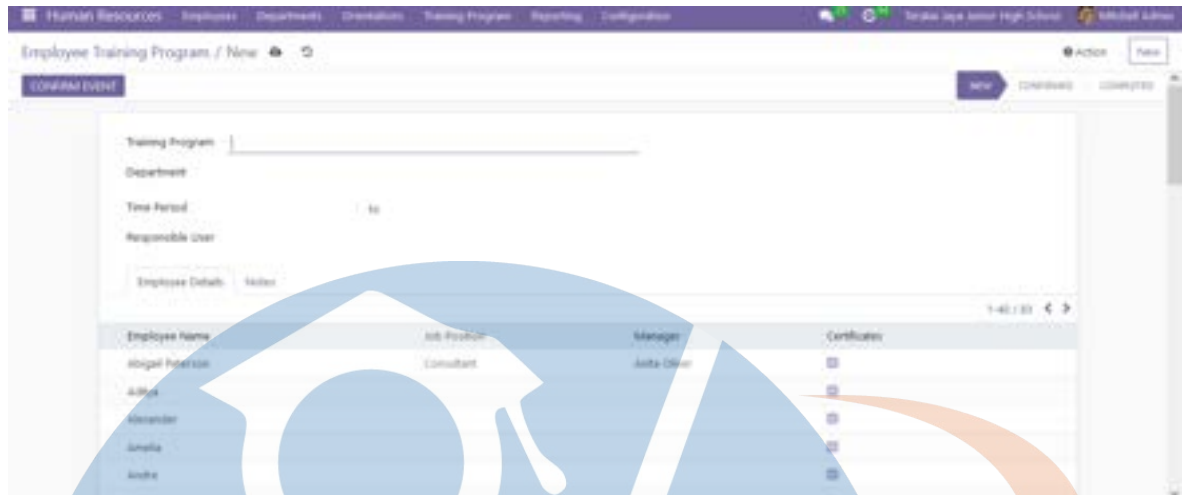 Human Resources Employees Departments Orientations Training Program Reporting Configuration Mitchell Admin
Employee Training Program / New Action New
CONFIRM EVENT NEW CONFIRMED COMPLETED
Training Program
Department
Time Period to
Responsible User
Employee Details Notes
Employee Name Job Position Manager Certificates
Abigail Peterson Consultant Anita Oliver
Aditya
Alexander
Amelia
Andre